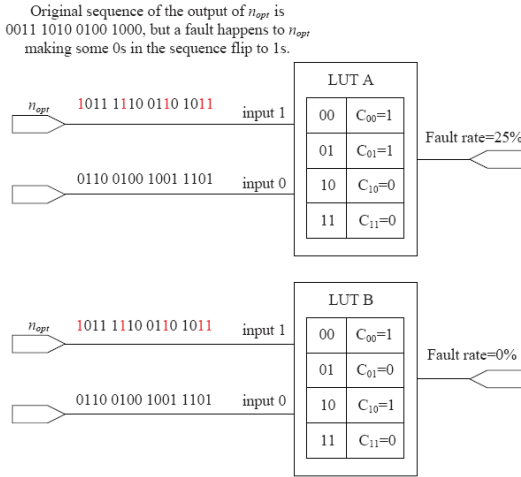 Original sequence of the output of nopt is
0011 1010 0100 1000, but a fault happens to nopt
making some 0s in the sequence flip to 1s.
LUT A
nopt 1011 1110 0110 1011 input 1
00 C00=1
Fault rate=25%
01 C01=1
0110 0100 1001 1101 input 0
10 C10=0
11 C11=0
LUT B
nopt 1011 1110 0110 1011 input 1
00 C00=1
Fault rate=0%
01 C01=0
0110 0100 1001 1101 input 0
10 C10=1
11 C11=0